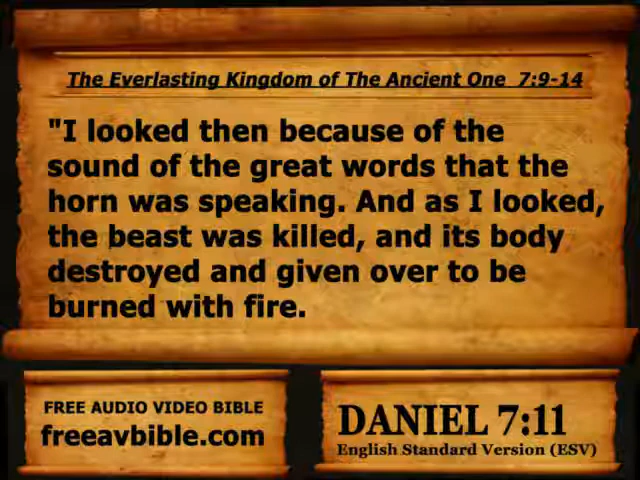 The Everlasting Kingdom of The Ancient One 7:9-14
"I looked then because of the
sound of the great words that the
horn was speaking. And as I looked,
the beast was killed, and its body
destroyed and given over to be
burned with fire.
FREE AUDIO VIDEO BIBLE
freeavbible.com
DANIEL 7:11
English Standard Version (ESV)